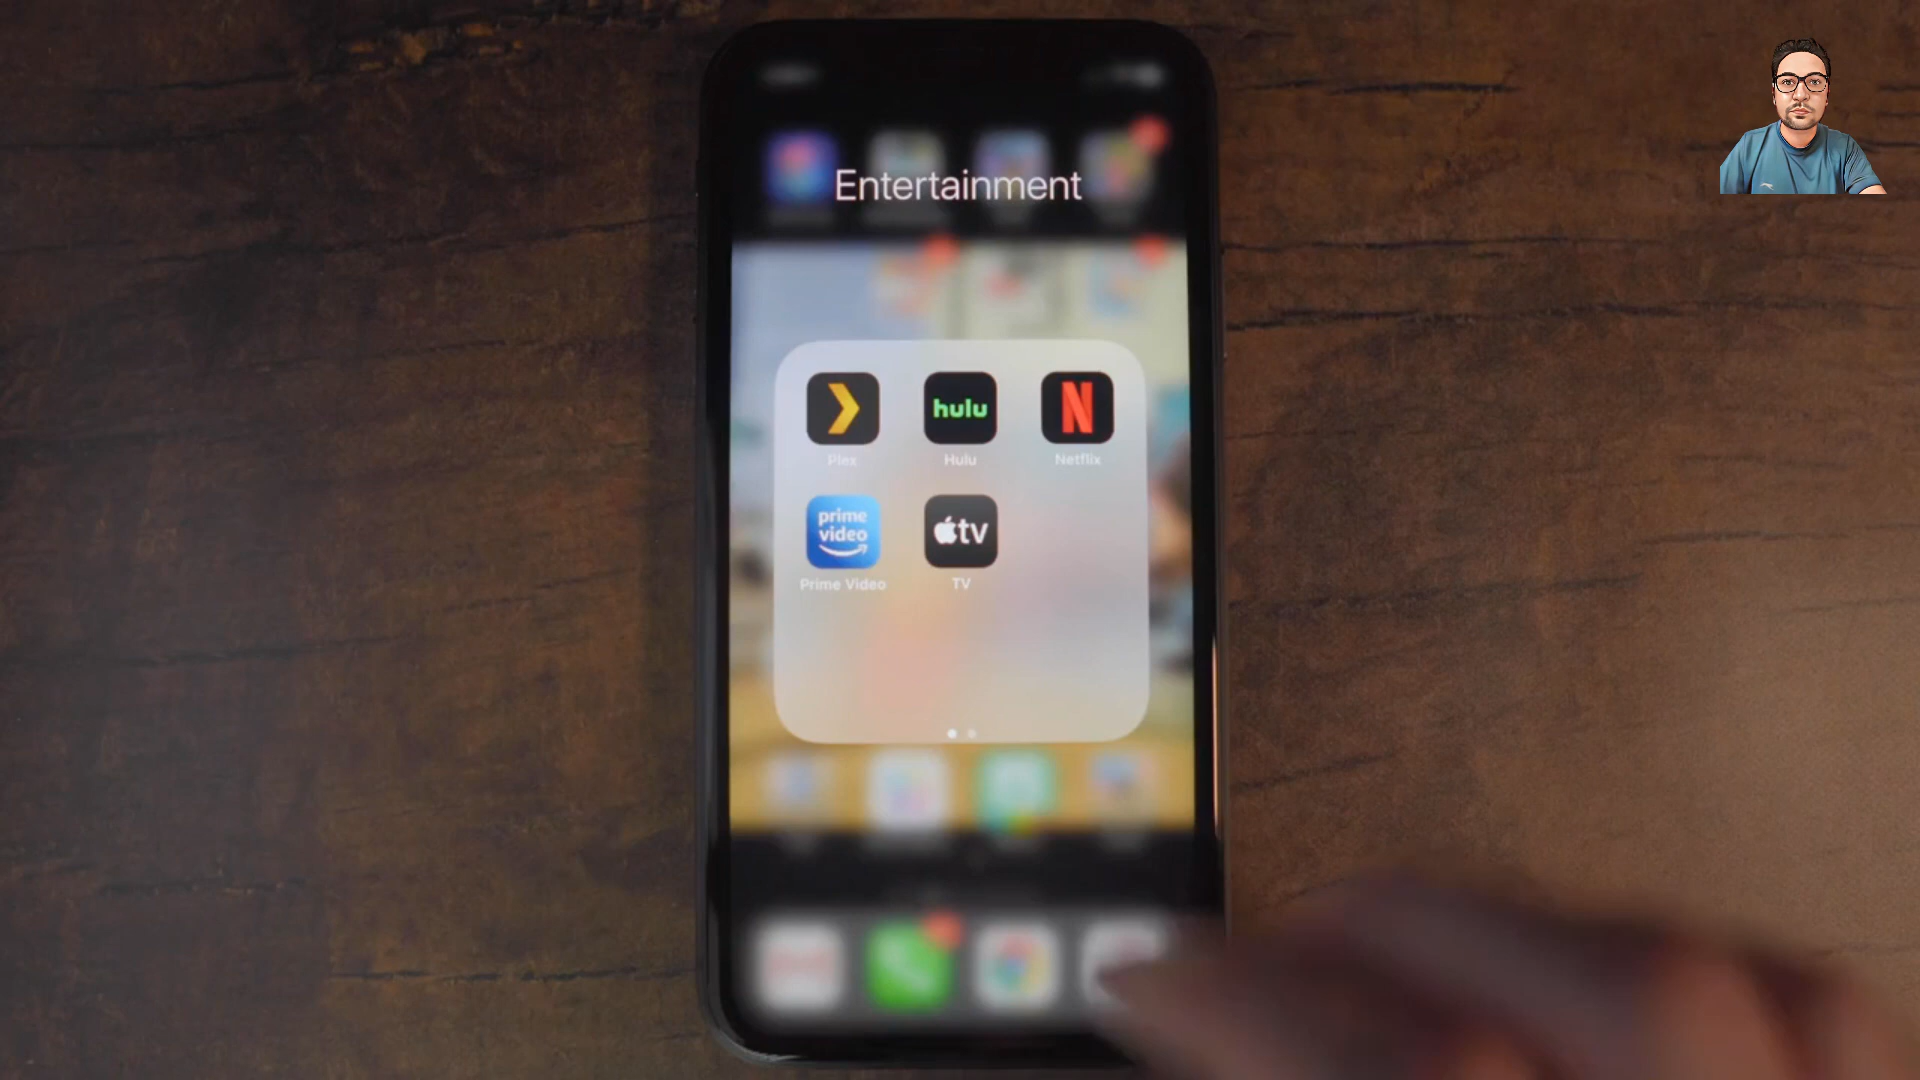 Entertainment
hulu
N
Plex
Hulu
Netflix
prime
video
tv
Prime Video
TV